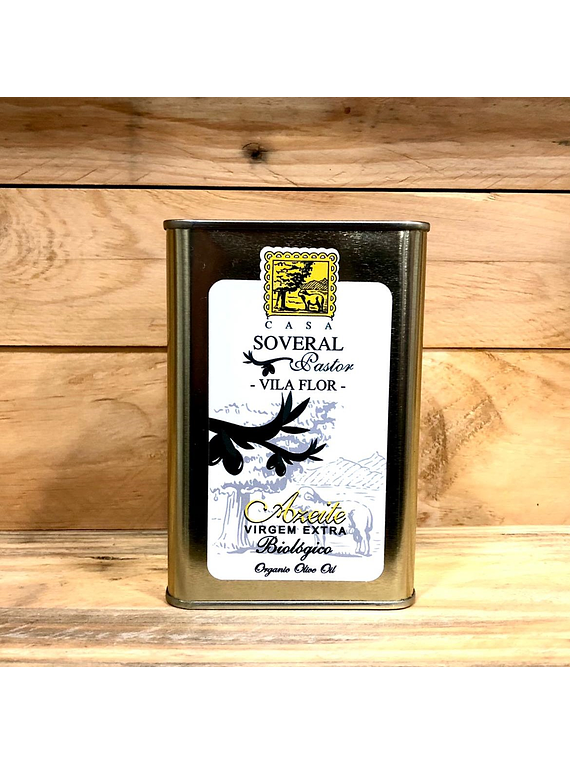 CASA
SOVERAL
Pastor
- VILA FLOR -
Azeite
VIRGEM EXTRA
Biológico
Organic Olive Oil